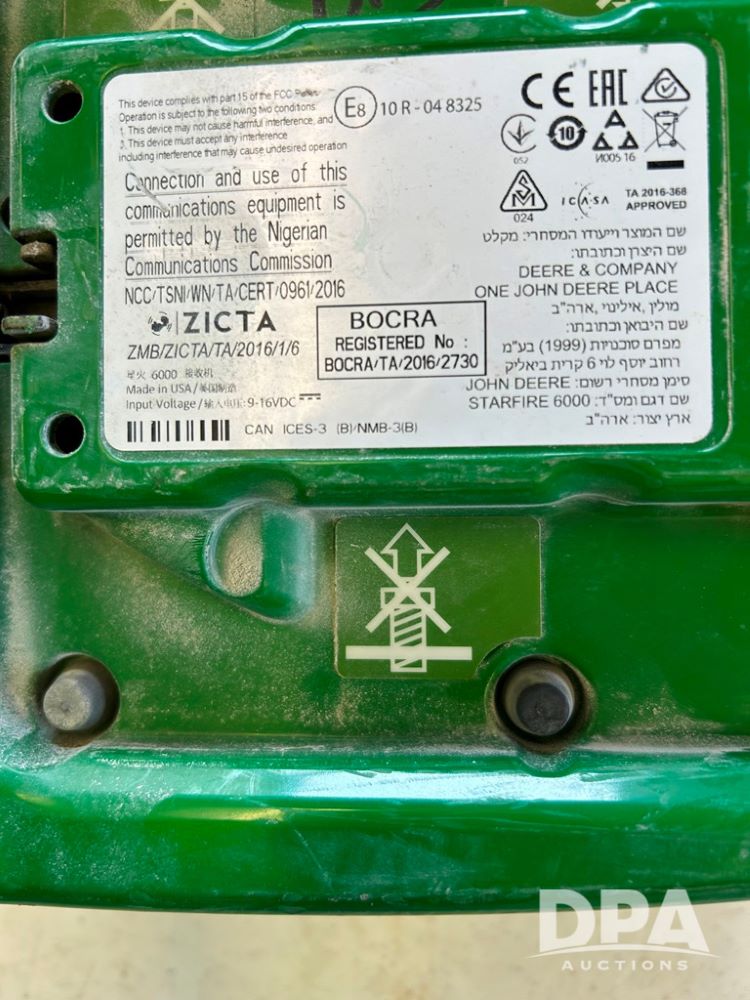 This device complies with part 15 of the FCC Rules.
Operation is subject to the following two conditions
1. This device may not cause harmful interference, and
3. This device must accept any interference
including interference that may cause undesired operation
E8 10 R - 04 8325
CE EAC
052
10
И005 16
024
ICASA
TA 2016-368
APPROVED
Connection and use of this
communications equipment is
permitted by the Nigerian
Communications Commission
NCC/TSNI/WN/TA/CERT/0961/2016
ZICTA
ZMB/ZICTA/TA/2016/1/6
星火 6000 接收机
Made in USA/美国制造
Input Voltage/输入电压:9-16VDC
BOCRA
REGISTERED No :
BOCRA/TA/2016/2730
CAN ICES-3 (B)/NMB-3(B)
שם המוצר וייעודו המסחרי: מקלט
שם היצרן וכתובתו:
DEERE & COMPANY
ONE JOHN DEERE PLACE
מולין, אילינוי, ארה"ב
שם היבואן וכתובתו:
מפרם סוכנויות (1999) בע"מ
רחוב יוסף לוי 6 קרית ביאליק
סימן מסחרי רשום: JOHN DEERE
שם דגם ומס"ד: STARFIRE 6000
ארץ יצור: ארה"ב
DPA
AUCTIONS